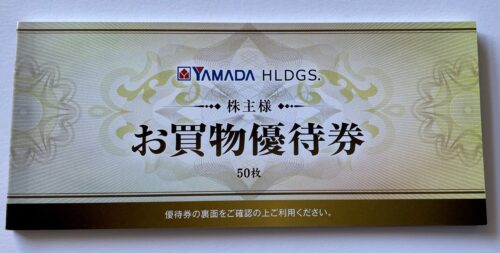 YAMADA HLDGS.
株主様
お買物優待券
50枚
優待券の裏面をご確認の上ご利用ください。